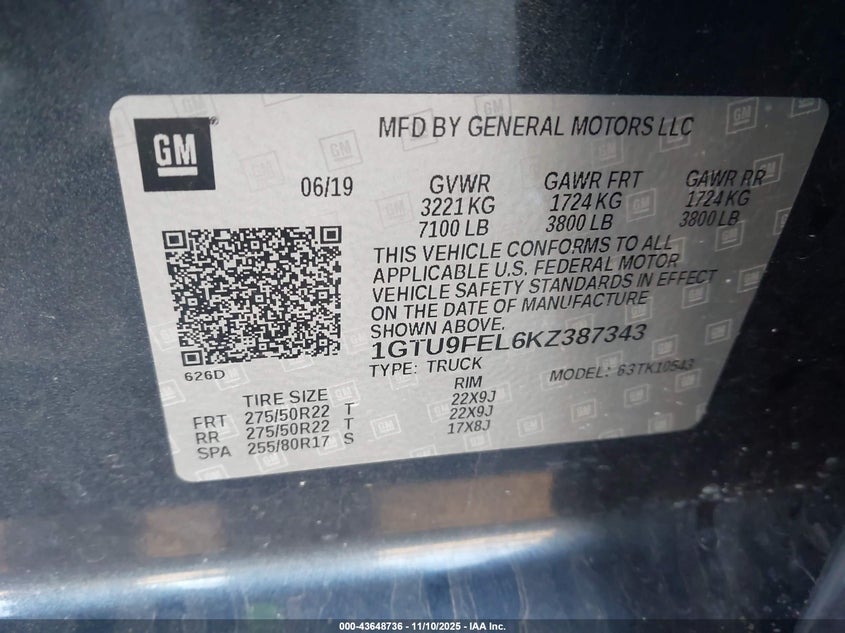 GM
MFD BY GENERAL MOTORS LLC
06/19 GVWR GAWR FRT GAWR RR
3221 KG 1724 KG 1724 KG
7100 LB 3800 LB 3800 LB
THIS VEHICLE CONFORMS TO ALL
APPLICABLE U.S. FEDERAL MOTOR
VEHICLE SAFETY STANDARDS IN EFFECT
ON THE DATE OF MANUFACTURE
SHOWN ABOVE.
1GTU9FEL6KZ387343
626D
TYPE: TRUCK MODEL: 63TK10543
TIRE SIZE RIM
FRT 275/50R22 T 22X9J
RR 275/50R22 T 22X9J
SPA 255/80R17 S 17X8J
000-43648736 - 11/10/2025 - IAA Inc.